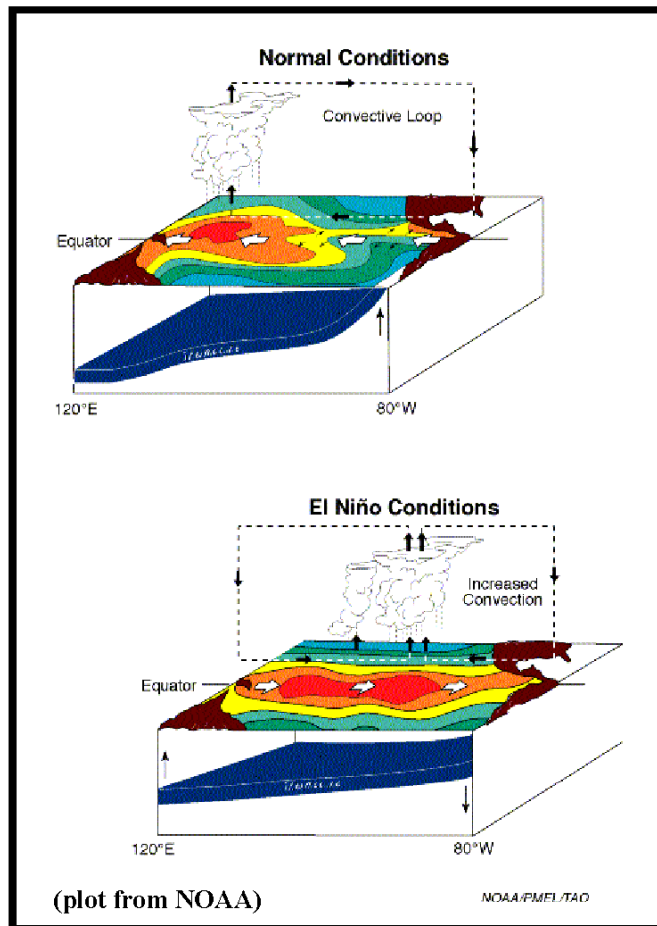 Normal Conditions
Convective Loop
Equator
120°E
80°W
El Niño Conditions
Increased
Convection
Equator
120°E
80°W
(plot from NOAA)
NOAA/PMEL/TAO